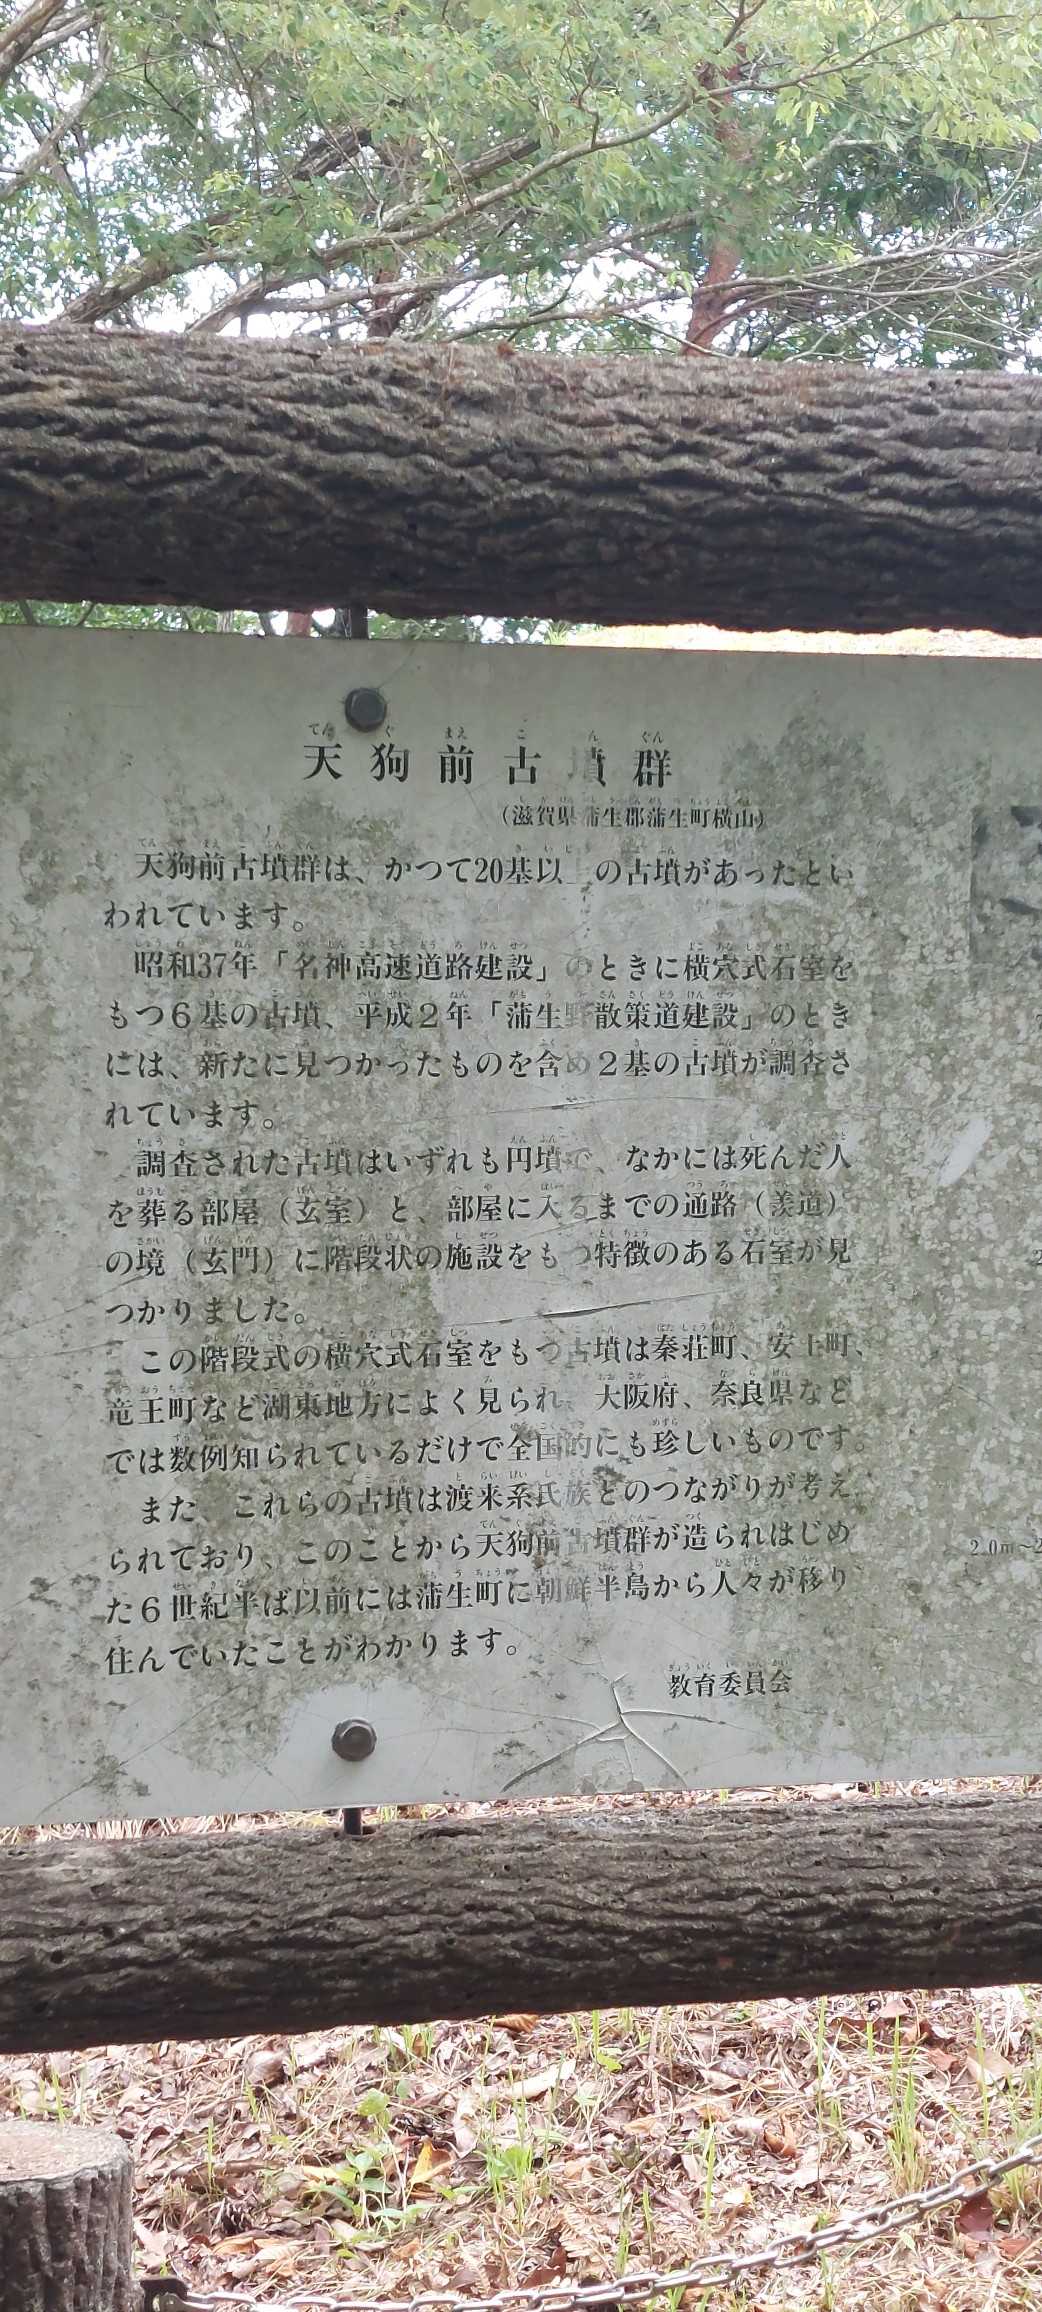 天狗前古墳群
（滋賀県蒲生郡蒲生町横山）
天狗前古墳群は、かつて20基以上の古墳があったとい
われています。
昭和37年「名神高速道路建設」のときに横穴式石室を
もつ６基の古墳、平成２年「蒲生野散策道建設」のとき
には、新たに見つかったものを含め２基の古墳が調査さ
れています。
調査された古墳はいずれも円墳で、なかには死んだ人
を葬る部屋（玄室）と、部屋に入るまでの通路（羨道）
の境（玄門）に階段状の施設をもつ特徴のある石室が見
つかりました。
この階段式の横穴式石室をもつ古墳は秦荘町、安土町、
竜王町など湖東地方によく見られ、大阪府、奈良県など
では数例知られているだけで全国的にも珍しいものです。
また、これらの古墳は渡来系氏族とのつながりが考え
られており、このことから天狗前古墳群が造られはじめ
た６世紀半ば以前には蒲生町に朝鮮半島から人々が移り
住んでいたことがわかります。
教育委員会
2.0m～2